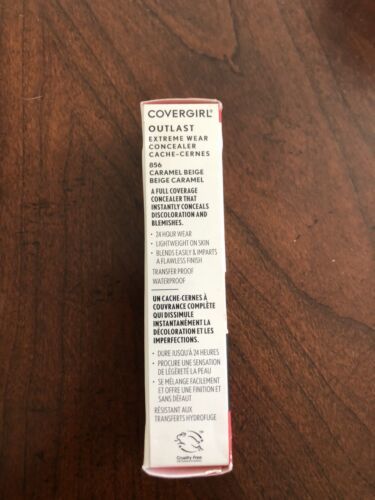 COVERGIRL®
OUTLAST
EXTREME WEAR
CONCEALER
CACHE-CERNES
856
CARAMEL BEIGE
BEIGE CARAMEL
A FULL COVERAGE
CONCEALER THAT
INSTANTLY CONCEALS
DISCOLORATION AND
BLEMISHES.
• 24 HOUR WEAR
• LIGHTWEIGHT ON SKIN
• BLENDS EASILY & IMPARTS
A FLAWLESS FINISH
TRANSFER PROOF
WATERPROOF
UN CACHE-CERNES À
COUVRANCE COMPLÈTE
QUI DISSIMULE
INSTANTANÉMENT LA
DÉCOLORATION ET LES
IMPERFECTIONS.
• DURE JUSQU'À 24 HEURES
• PROCURE UNE SENSATION
DE LÉGÈRETÉ LA PEAU
• SE MÉLANGE FACILEMENT
ET OFFRE UNE FINITION ET
SANS DÉFAUT
RÉSISTANT AUX
TRANSFERTS HYDROFUGE
Cruelty Free